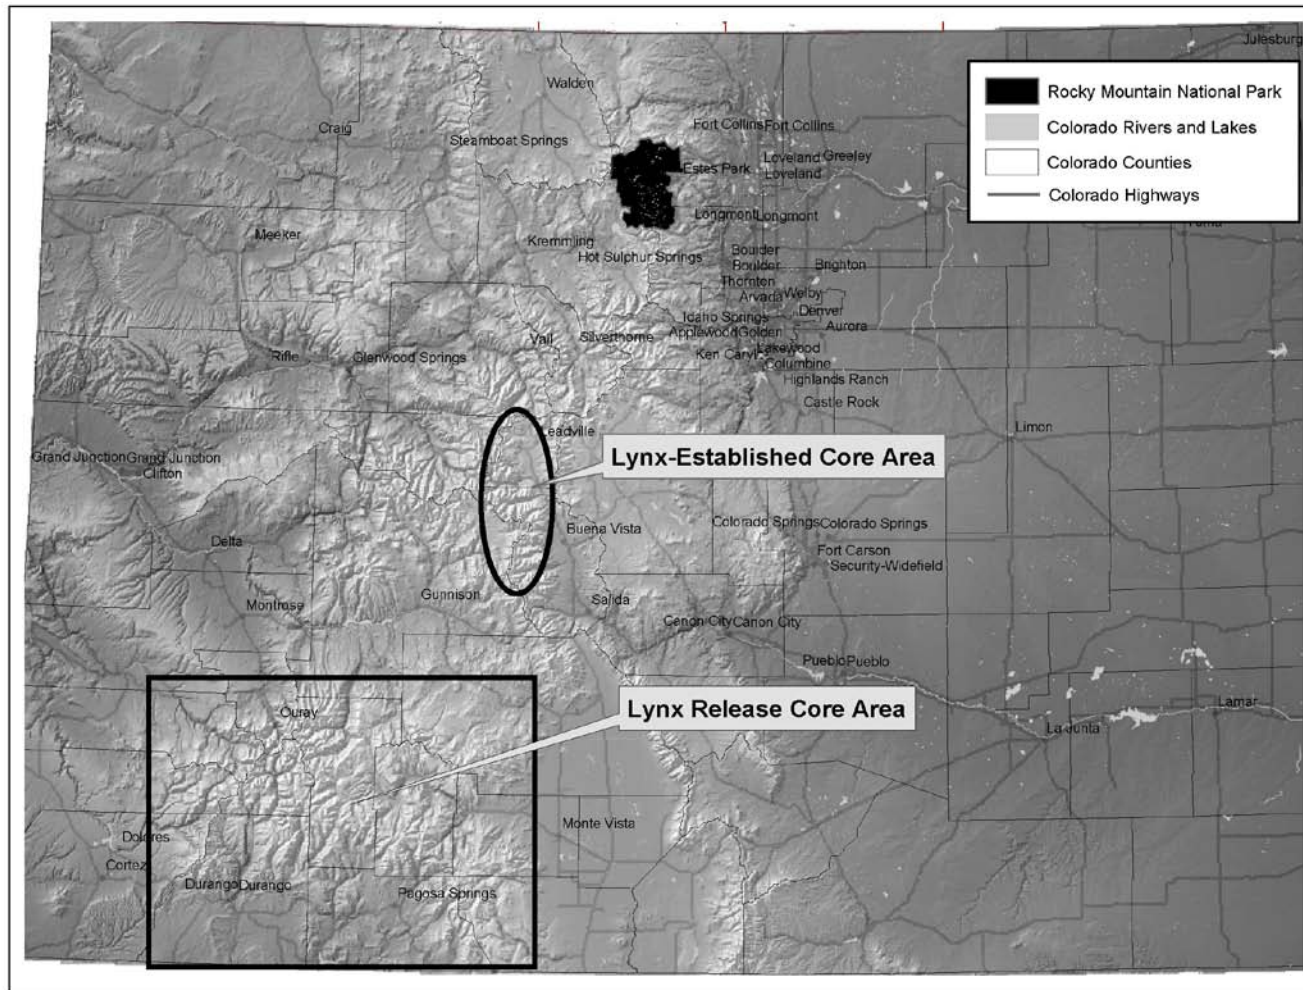 Julesburg
Walden
Rocky Mountain National Park
Craig
Fort Collins Fort Collins
Colorado Rivers and Lakes
Steamboat Springs
Loveland Greeley
Estes Park
Loveland
Colorado Counties
Colorado Highways
Longmont Longmont
Meeker
Kremmling
Boulder
Hot Sulphur Springs
Boulder
Brighton
Thornton
Arvada Welby
Idaho Springs Denver
Vail
Silverthorne
Applewood Golden
Aurora
Rifle
Glenwood Springs
Ken Caryl
Lakewood
Columbine
Highlands Ranch
Castle Rock
Leadville
Limon
Grand Junction Grand Junction
Clifton
Lynx-Established Core Area
Buena Vista
Colorado Springs Colorado Springs
Delta
Fort Carson
Security-Widefield
Gunnison
Montrose
Salida
Canon City Canon City
Pueblo Pueblo
Ouray
Lynx Release Core Area
Lamar
La Junta
Monte Vista
Dolores
Cortez
Durango Durango
Pagosa Springs